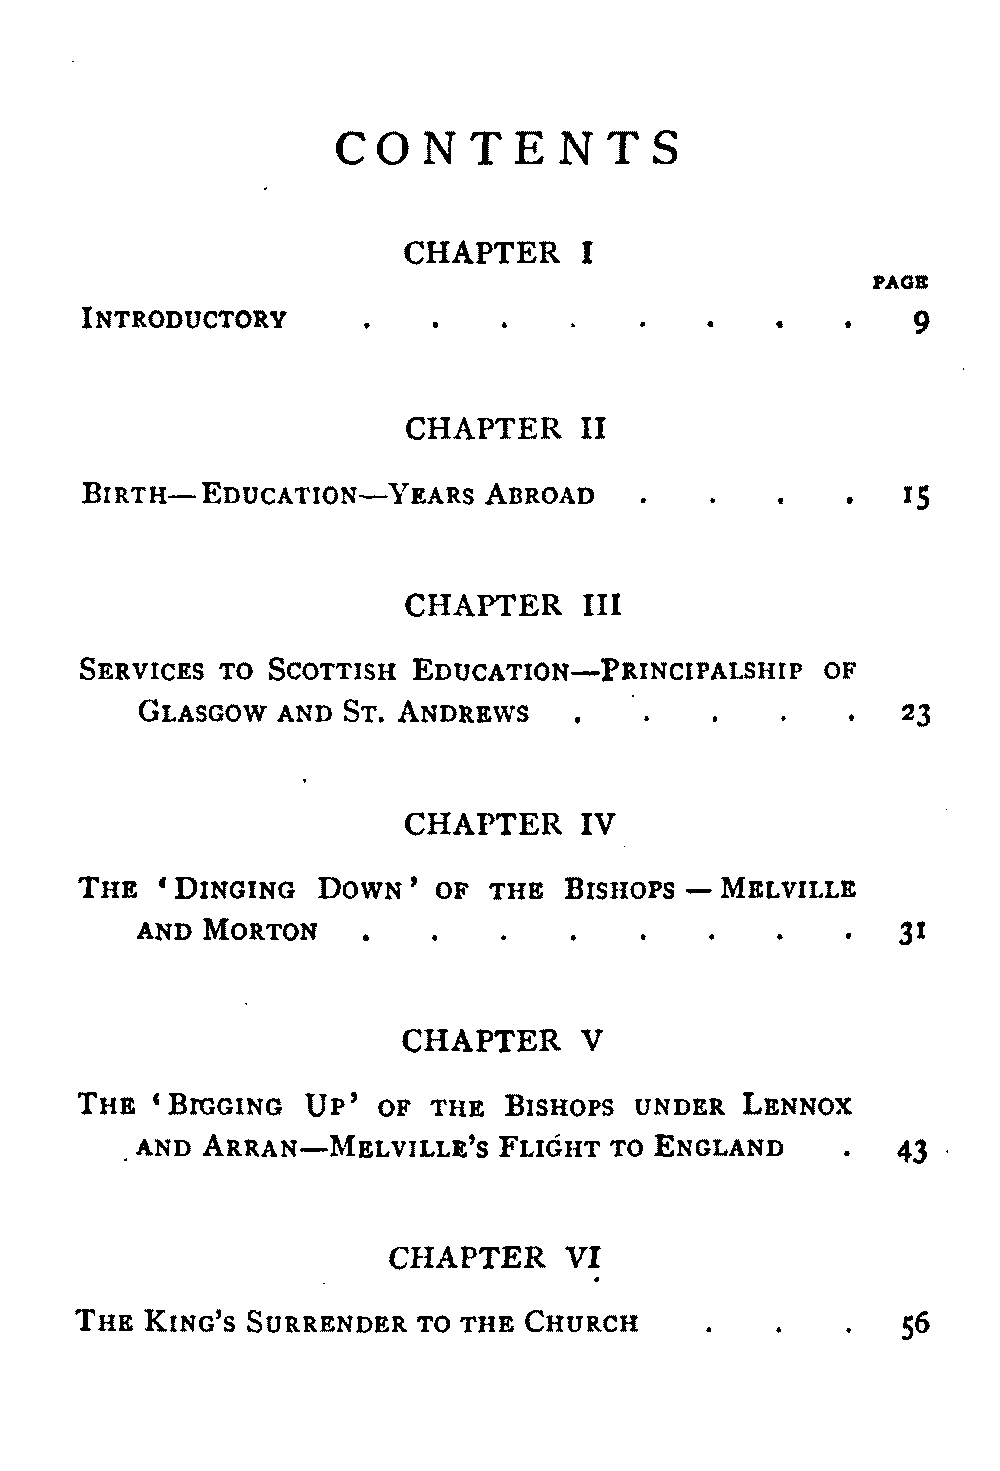 CONTENTS
CHAPTER I
PAGE
INTRODUCTORY . . . . . . . . 9
CHAPTER II
BIRTH—EDUCATION—YEARS ABROAD . . . . 15
CHAPTER III
SERVICES TO SCOTTISH EDUCATION—PRINCIPALSHIP OF
GLASGOW AND ST. ANDREWS . . . . . 23
CHAPTER IV
THE ‘DINGING DOWN’ OF THE BISHOPS — MELVILLE
AND MORTON . . . . . . . . 31
CHAPTER V
THE ‘BIGGING UP’ OF THE BISHOPS UNDER LENNOX
AND ARRAN—MELVILLE’S FLIGHT TO ENGLAND . 43
CHAPTER VI
THE KING’S SURRENDER TO THE CHURCH . . . 56